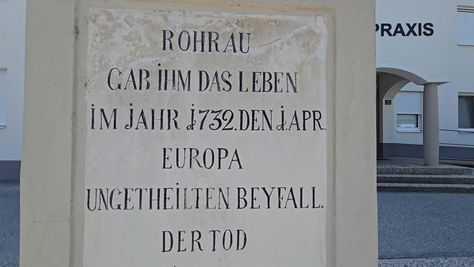 PRAXIS
ROHRAU
GAB IHM DAS LEBEN
IM JAHR 1732. DEN 1. APR.
EUROPA
UNGETHEILTEN BEYFALL.
DER TOD